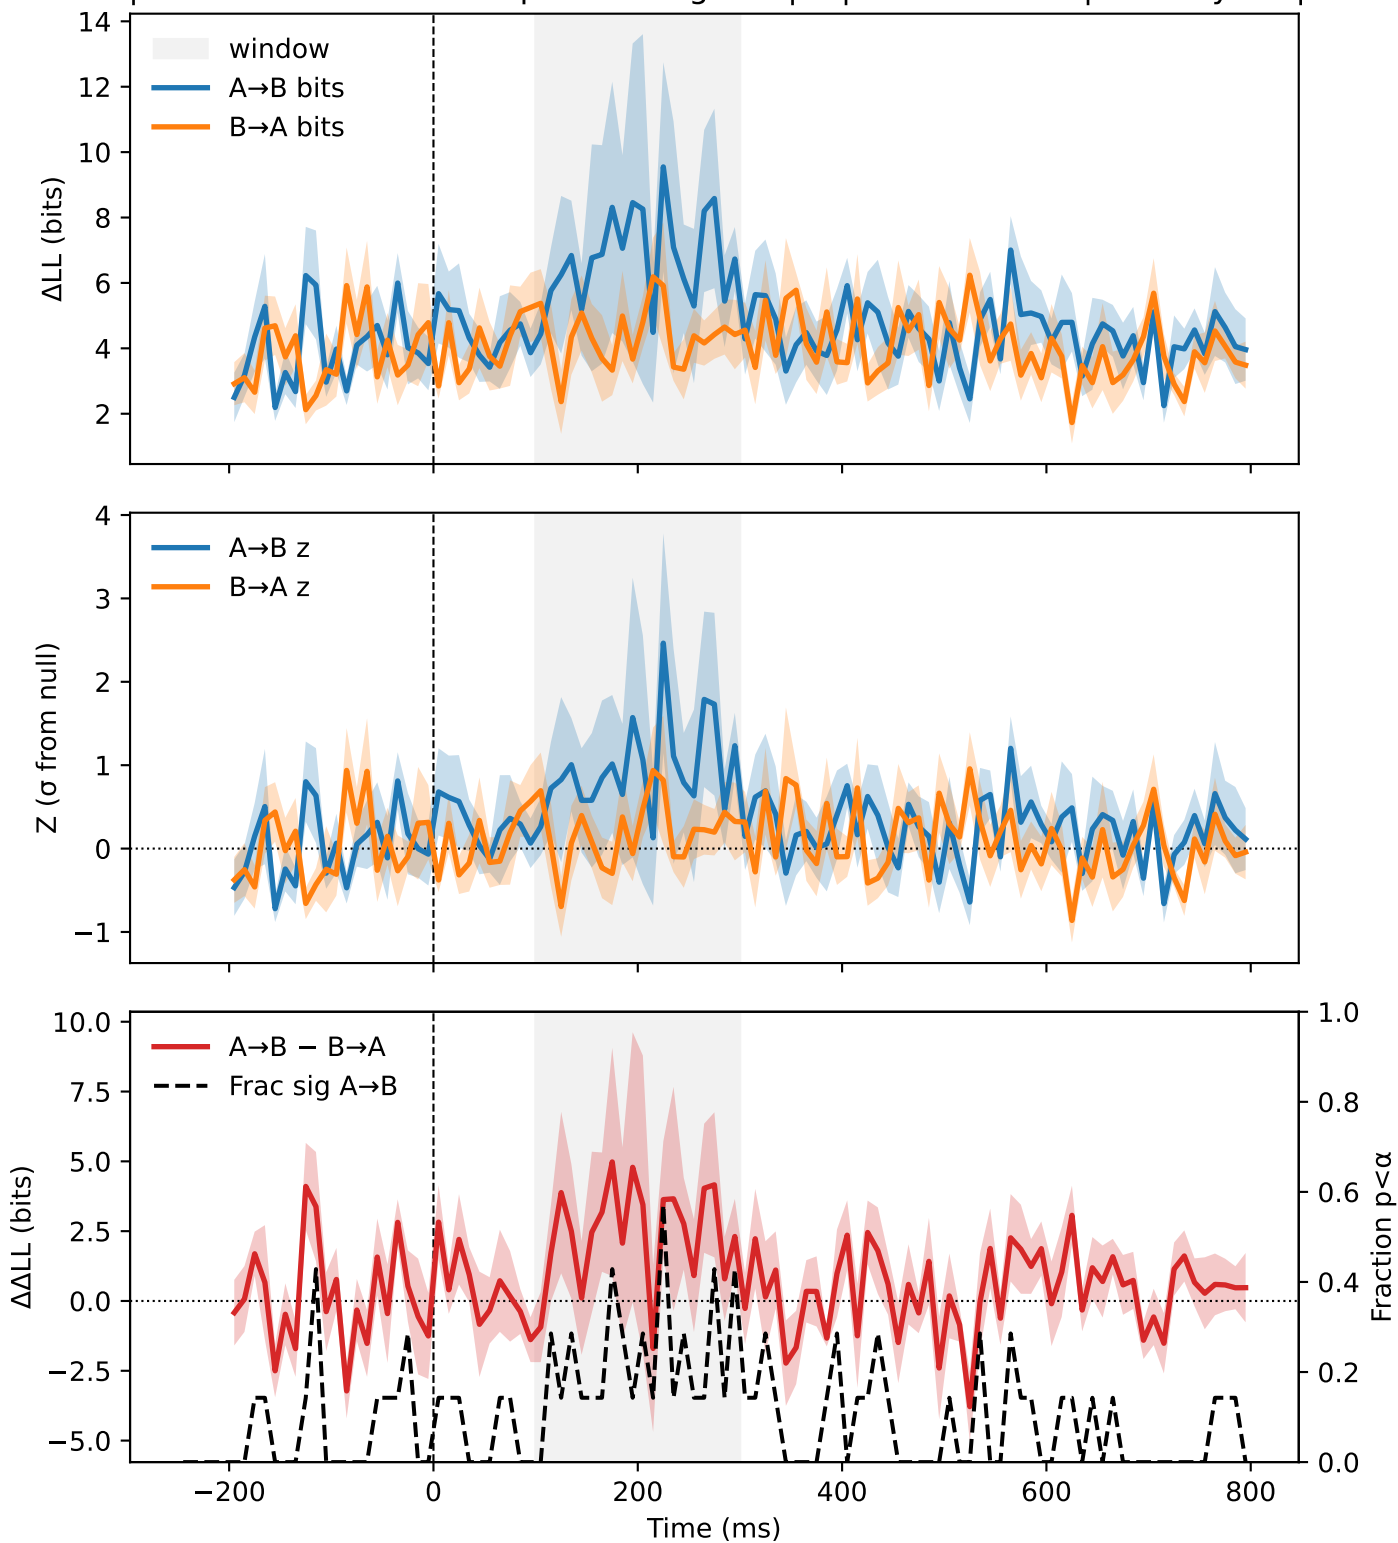 14
12
10
8
6
4
2
ΔLL (bits)
window
A→B bits
B→A bits
4
3
2
1
0
−1
Z (σ from null)
A→B z
B→A z
10.0
7.5
5.0
2.5
0.0
−2.5
−5.0
ΔΔLL (bits)
A→B − B→A
Frac sig A→B
1.0
0.8
0.6
0.4
0.2
0.0
Fraction p<α
−200 0 200 400 600 800
Time (ms)